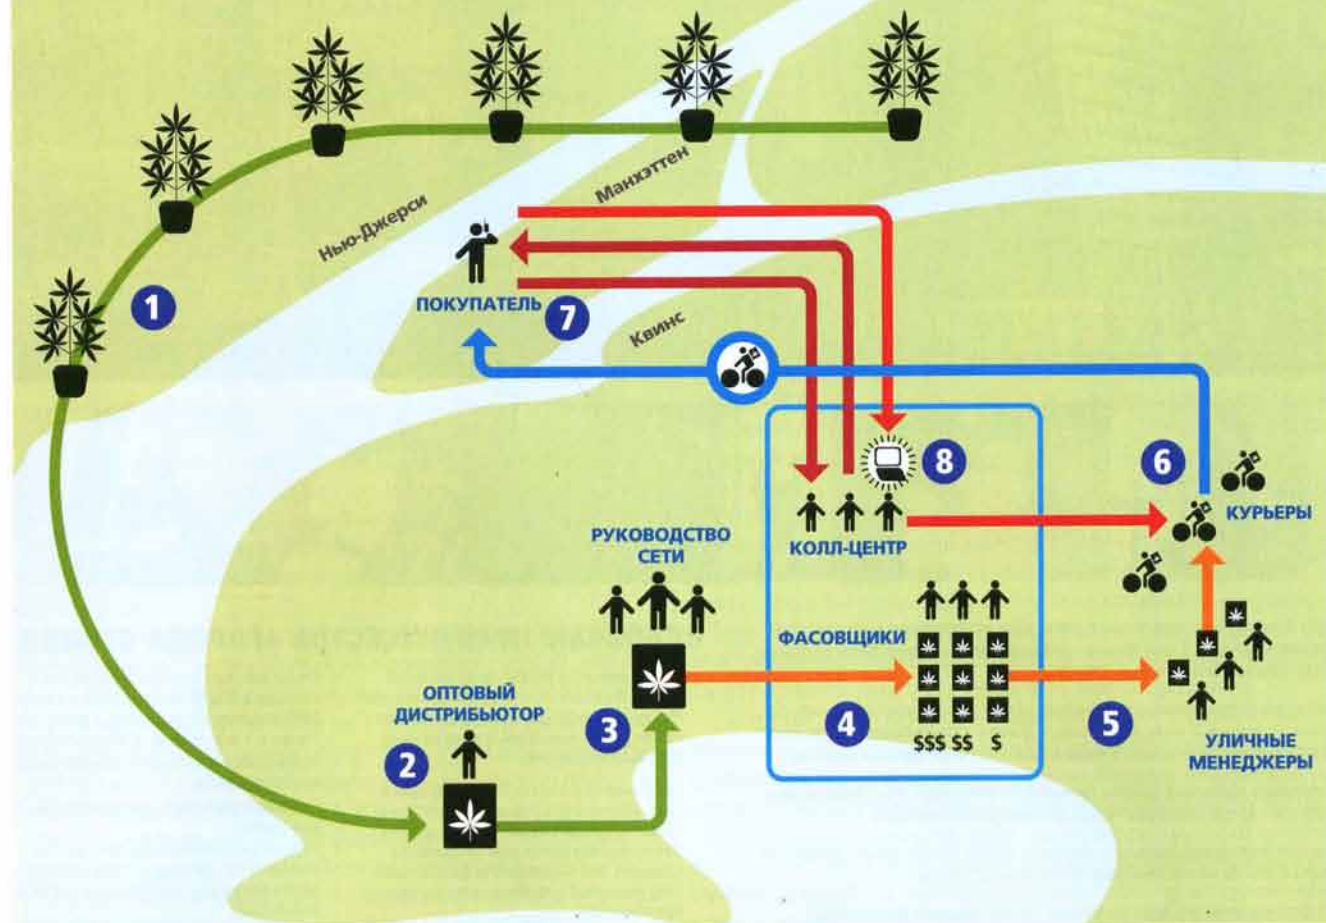 Нью-Джерси
Манхэттен
1
ПОКУПАТЕЛЬ
7
Квинс
8
6
КУРЬЕРЫ
КОЛЛ-ЦЕНТР
РУКОВОДСТВО
СЕТИ
ФАСОВЩИКИ
ОПТОВЫЙ
ДИСТРИБЬЮТОР
2
3
4
$$$ $$ $
5
УЛИЧНЫЕ
МЕНЕДЖЕРЫ